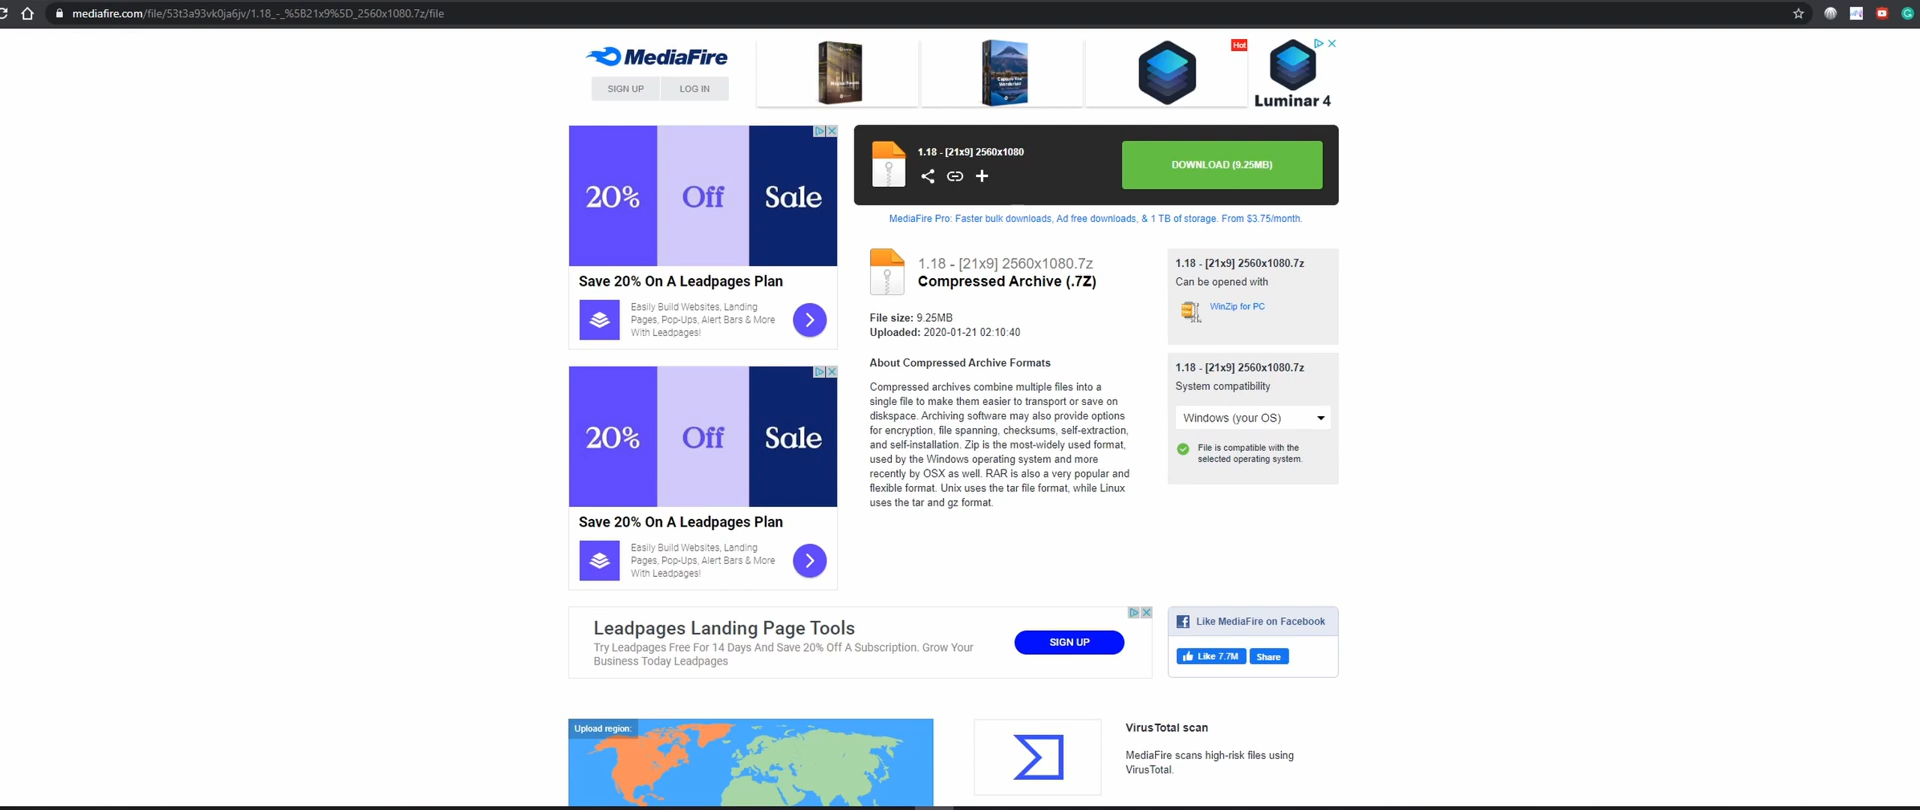 mediafire.com/file/53t3a93vk0ja6jv/1.18_-_%5B21x9%5D_2560x1080.7z/file
MediaFire
SIGN UP
LOG IN
Hot
Luminar 4
20% Off Sale
Save 20% On A Leadpages Plan
Easily Build Websites, Landing
Pages, Pop-Ups, Alert Bars & More
With Leadpages!
20% Off Sale
Save 20% On A Leadpages Plan
Easily Build Websites, Landing
Pages, Pop-Ups, Alert Bars & More
With Leadpages!
1.18 - [21x9] 2560x1080
DOWNLOAD (9.25MB)
MediaFire Pro: Faster bulk downloads, Ad free downloads, & 1 TB of storage. From $3.75/month.
1.18 - [21x9] 2560x1080.7z
Compressed Archive (.7Z)
File size: 9.25MB
Uploaded: 2020-01-21 02:10:40
About Compressed Archive Formats
Compressed archives combine multiple files into a
single file to make them easier to transport or save on
diskspace. Archiving software may also provide options
for encryption, file spanning, checksums, self-extraction,
and self-installation. Zip is the most-widely used format,
used by the Windows operating system and more
recently by OSX as well. RAR is also a very popular and
flexible format. Unix uses the tar file format, while Linux
uses the tar and gz format.
1.18 - [21x9] 2560x1080.7z
Can be opened with
WinZip for PC
1.18 - [21x9] 2560x1080.7z
System compatibility
Windows (your OS)
File is compatible with the
selected operating system.
Leadpages Landing Page Tools
Try Leadpages Free For 14 Days And Save 20% Off A Subscription. Grow Your
Business Today Leadpages
SIGN UP
Like MediaFire on Facebook
Like 7.7M
Share
Upload region:
VirusTotal scan
MediaFire scans high-risk files using
VirusTotal.